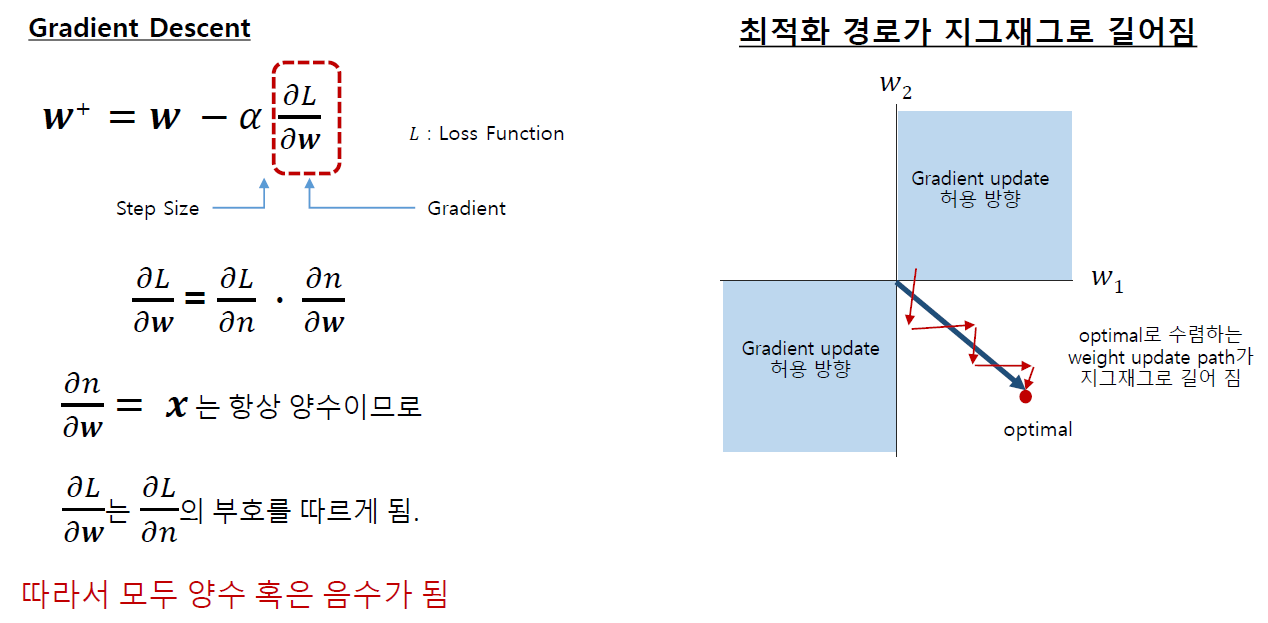 Gradient Descent
w⁺ = w − α ∂L/∂w
L : Loss Function
Step Size
Gradient
∂L/∂w = ∂L/∂n · ∂n/∂w
∂n/∂w = x 는 항상 양수이므로
∂L/∂w는 ∂L/∂n의 부호를 따르게 됨.
따라서 모두 양수 혹은 음수가 됨
최적화 경로가 지그재그로 길어짐
w₂
Gradient update
허용 방향
w₁
Gradient update
허용 방향
optimal로 수렴하는
weight update path가
지그재그로 길어 짐
optimal